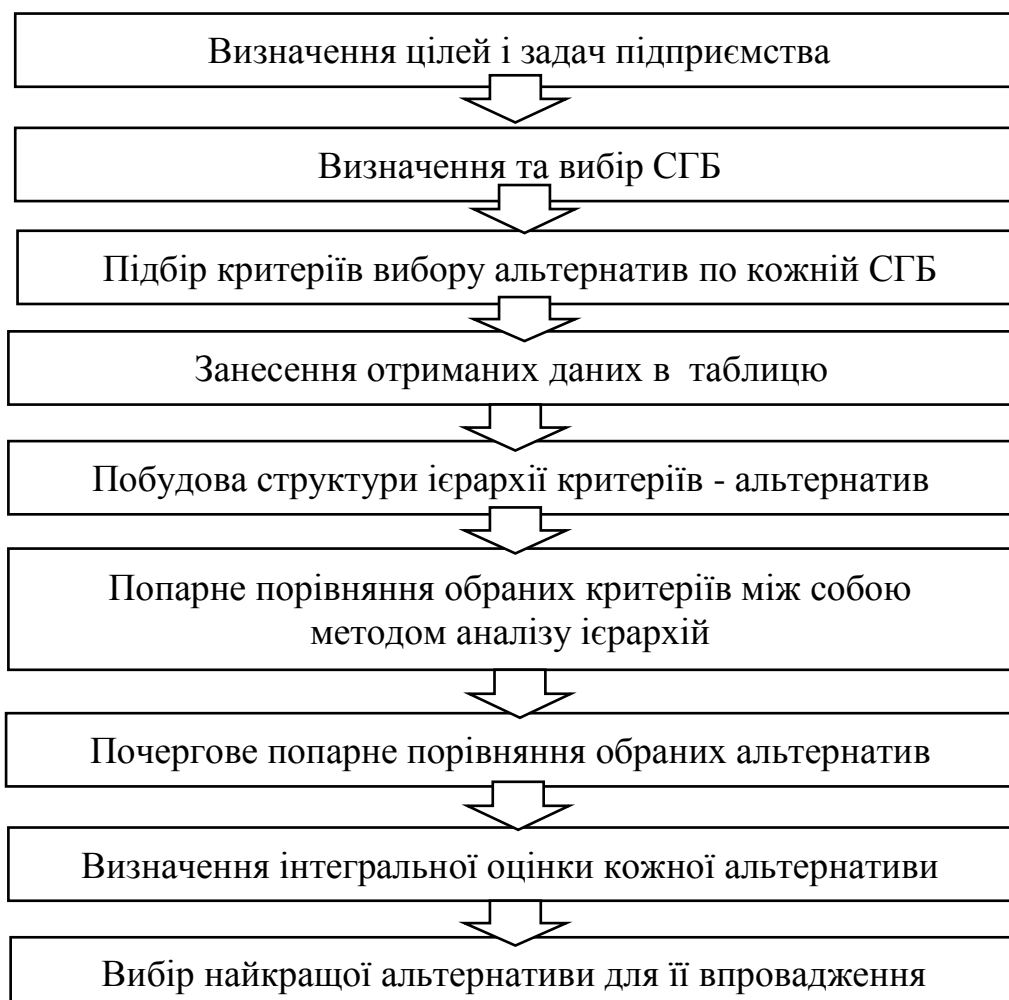 Визначення цілей і задач підприємства
Визначення та вибір СГБ
Підбір критеріїв вибору альтернатив по кожній СГБ
Занесення отриманих даних в таблицю
Побудова структури ієрархії критеріїв - альтернатив
Попарне порівняння обраних критеріїв між собою
методом аналізу ієрархій
Почергове попарне порівняння обраних альтернатив
Визначення інтегральної оцінки кожної альтернативи
Вибір найкращої альтернативи для її впровадження